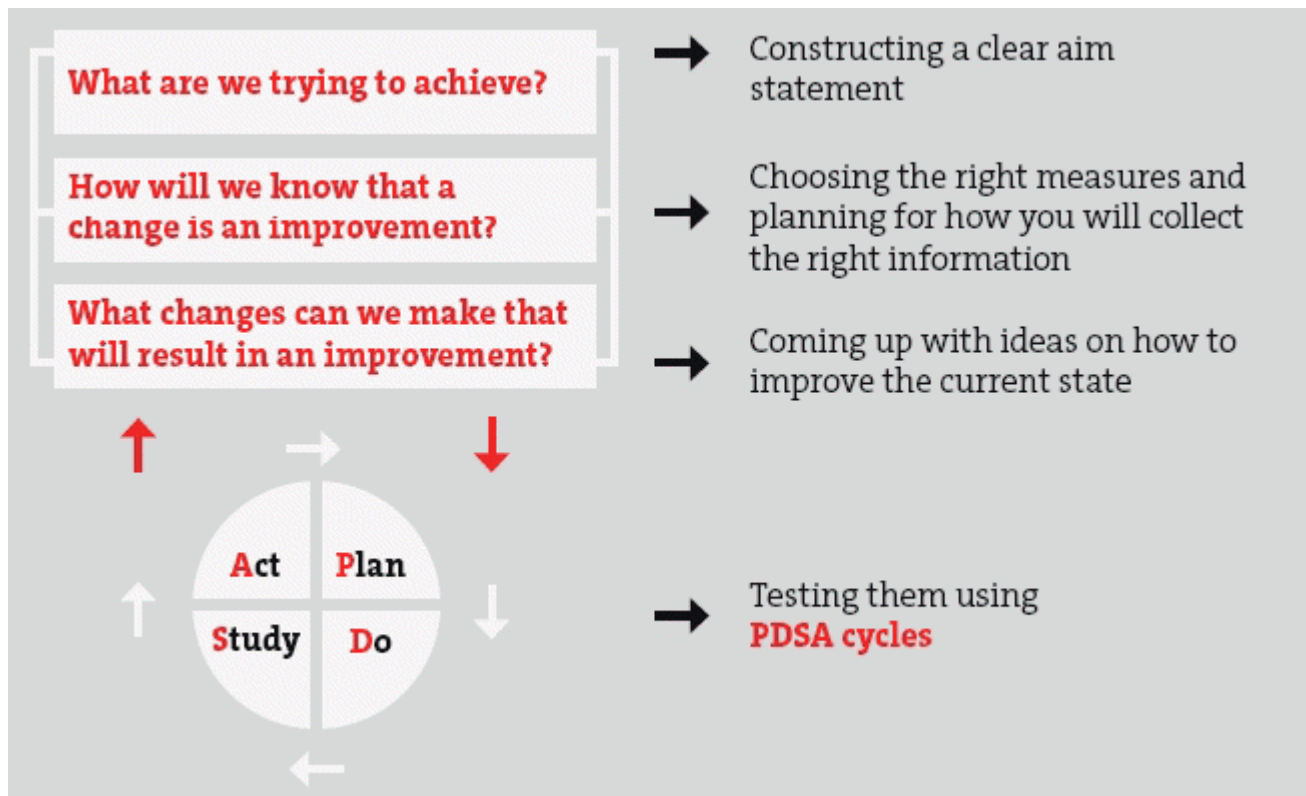 What are we trying to achieve?
Constructing a clear aim
statement
How will we know that a
change is an improvement?
Choosing the right measures and
planning for how you will collect
the right information
What changes can we make that
will result in an improvement?
Coming up with ideas on how to
improve the current state
Act
Plan
Study
Do
Testing them using
PDSA cycles